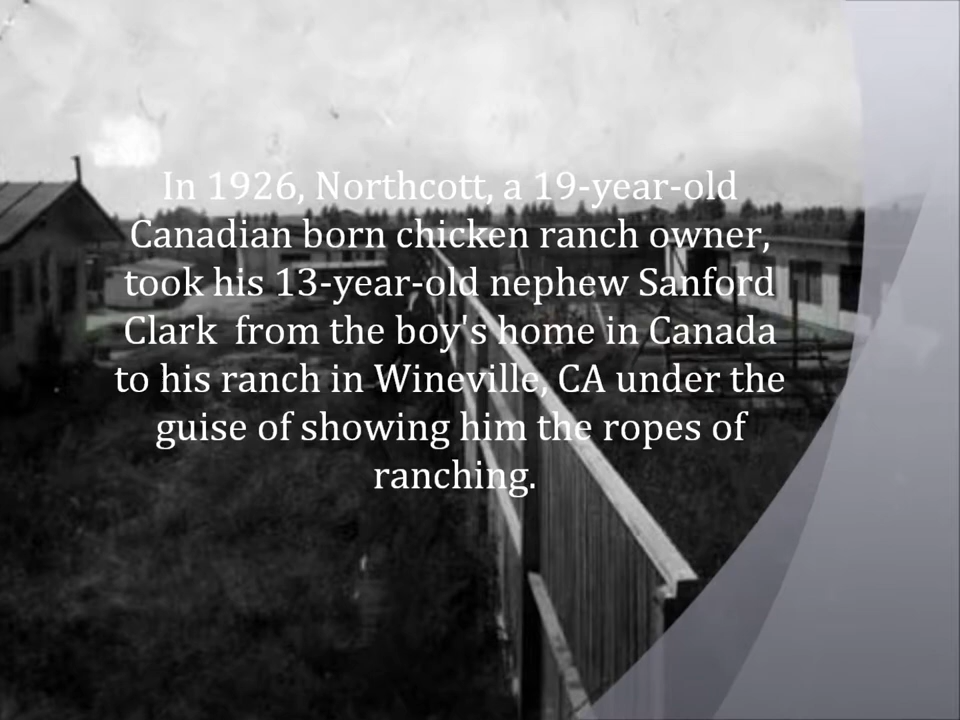 In 1926, Northcott, a 19-year-old
Canadian born chicken ranch owner,
took his 13-year-old nephew Sanford
Clark  from the boy's home in Canada
to his ranch in Wineville, CA under the
guise of showing him the ropes of
ranching.